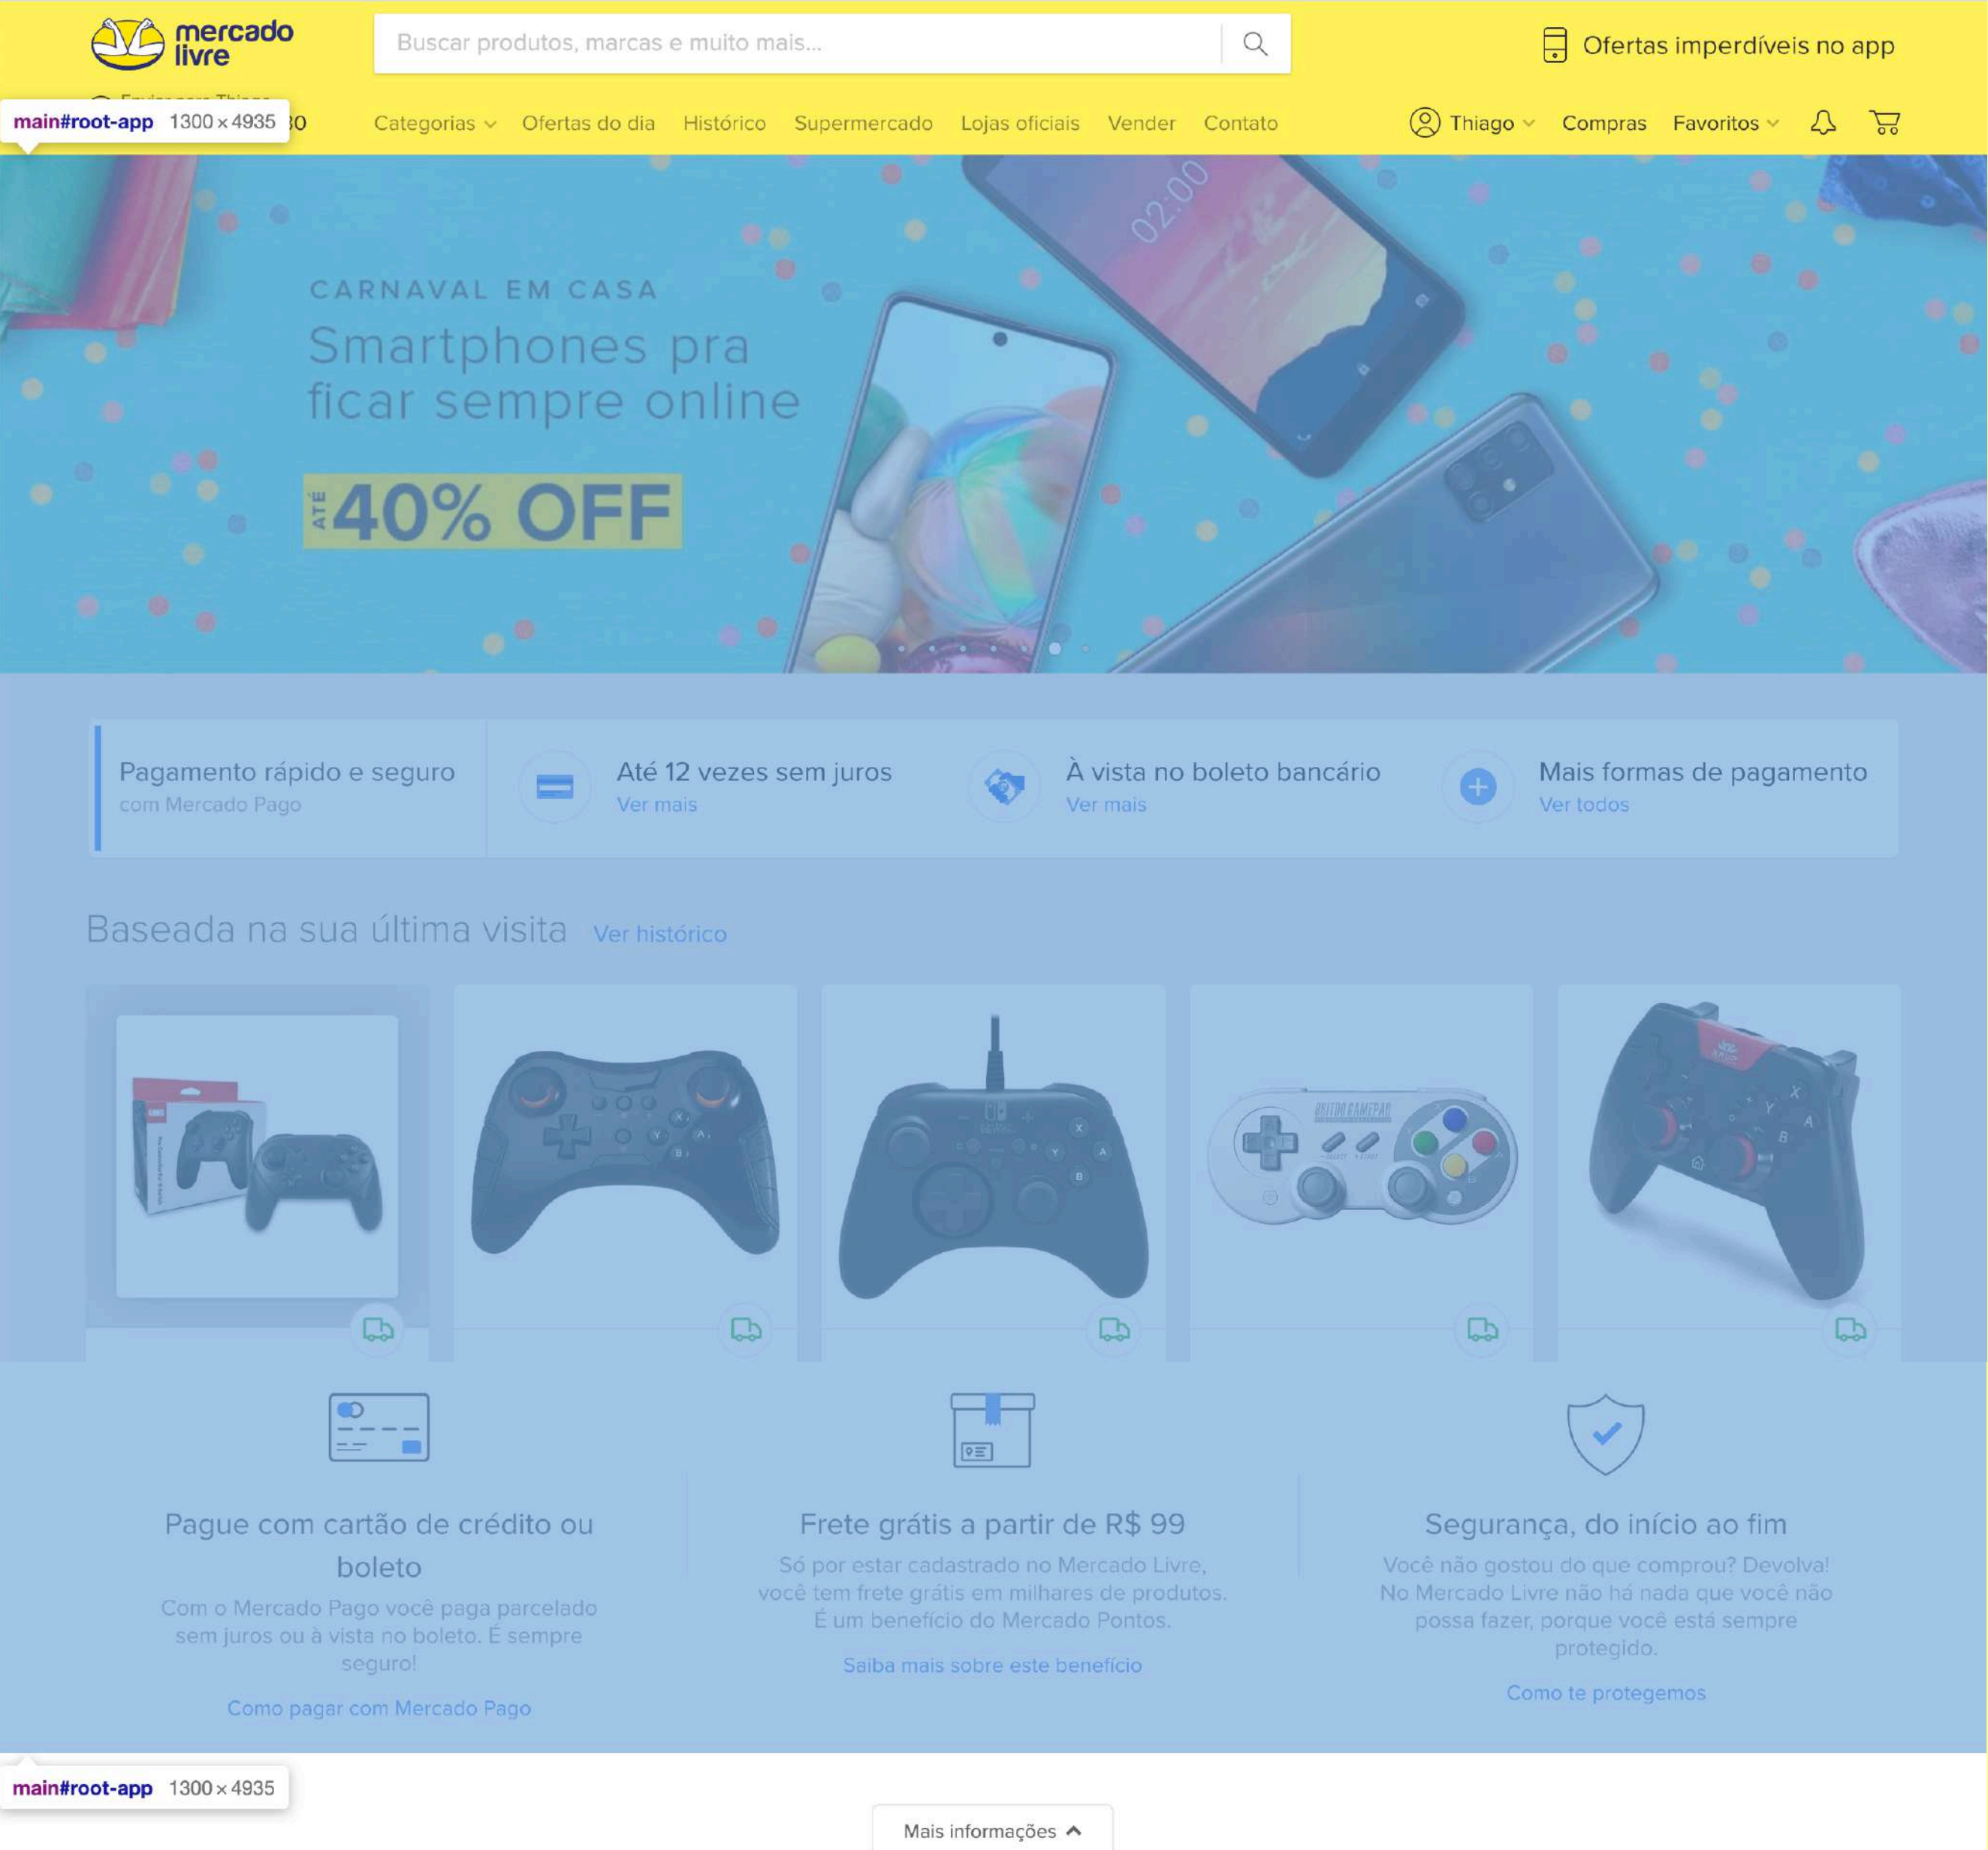 mercado
livre
Buscar produtos, marcas e muito mais...
Ofertas imperdíveis no app
main#root-app 1300 × 4935
Categorias Ofertas do dia Histórico Supermercado Lojas oficiais Vender Contato
Thiago Compras Favoritos
02:00
CARNAVAL EM CASA
Smartphones pra
ficar sempre online
ATÉ 40% OFF
Pagamento rápido e seguro
com Mercado Pago
Até 12 vezes sem juros
Ver mais
À vista no boleto bancário
Ver mais
Mais formas de pagamento
Ver todos
Baseada na sua última visita Ver histórico
Pague com cartão de crédito ou
boleto
Com o Mercado Pago você paga parcelado
sem juros ou à vista no boleto. É sempre
seguro!
Como pagar com Mercado Pago
Frete grátis a partir de R$ 99
Só por estar cadastrado no Mercado Livre,
você tem frete grátis em milhares de produtos.
É um benefício do Mercado Pontos.
Saiba mais sobre este benefício
Segurança, do início ao fim
Você não gostou do que comprou? Devolva!
No Mercado Livre não há nada que você não
possa fazer, porque você está sempre
protegido.
Como te protegemos
main#root-app 1300 × 4935
Mais informações